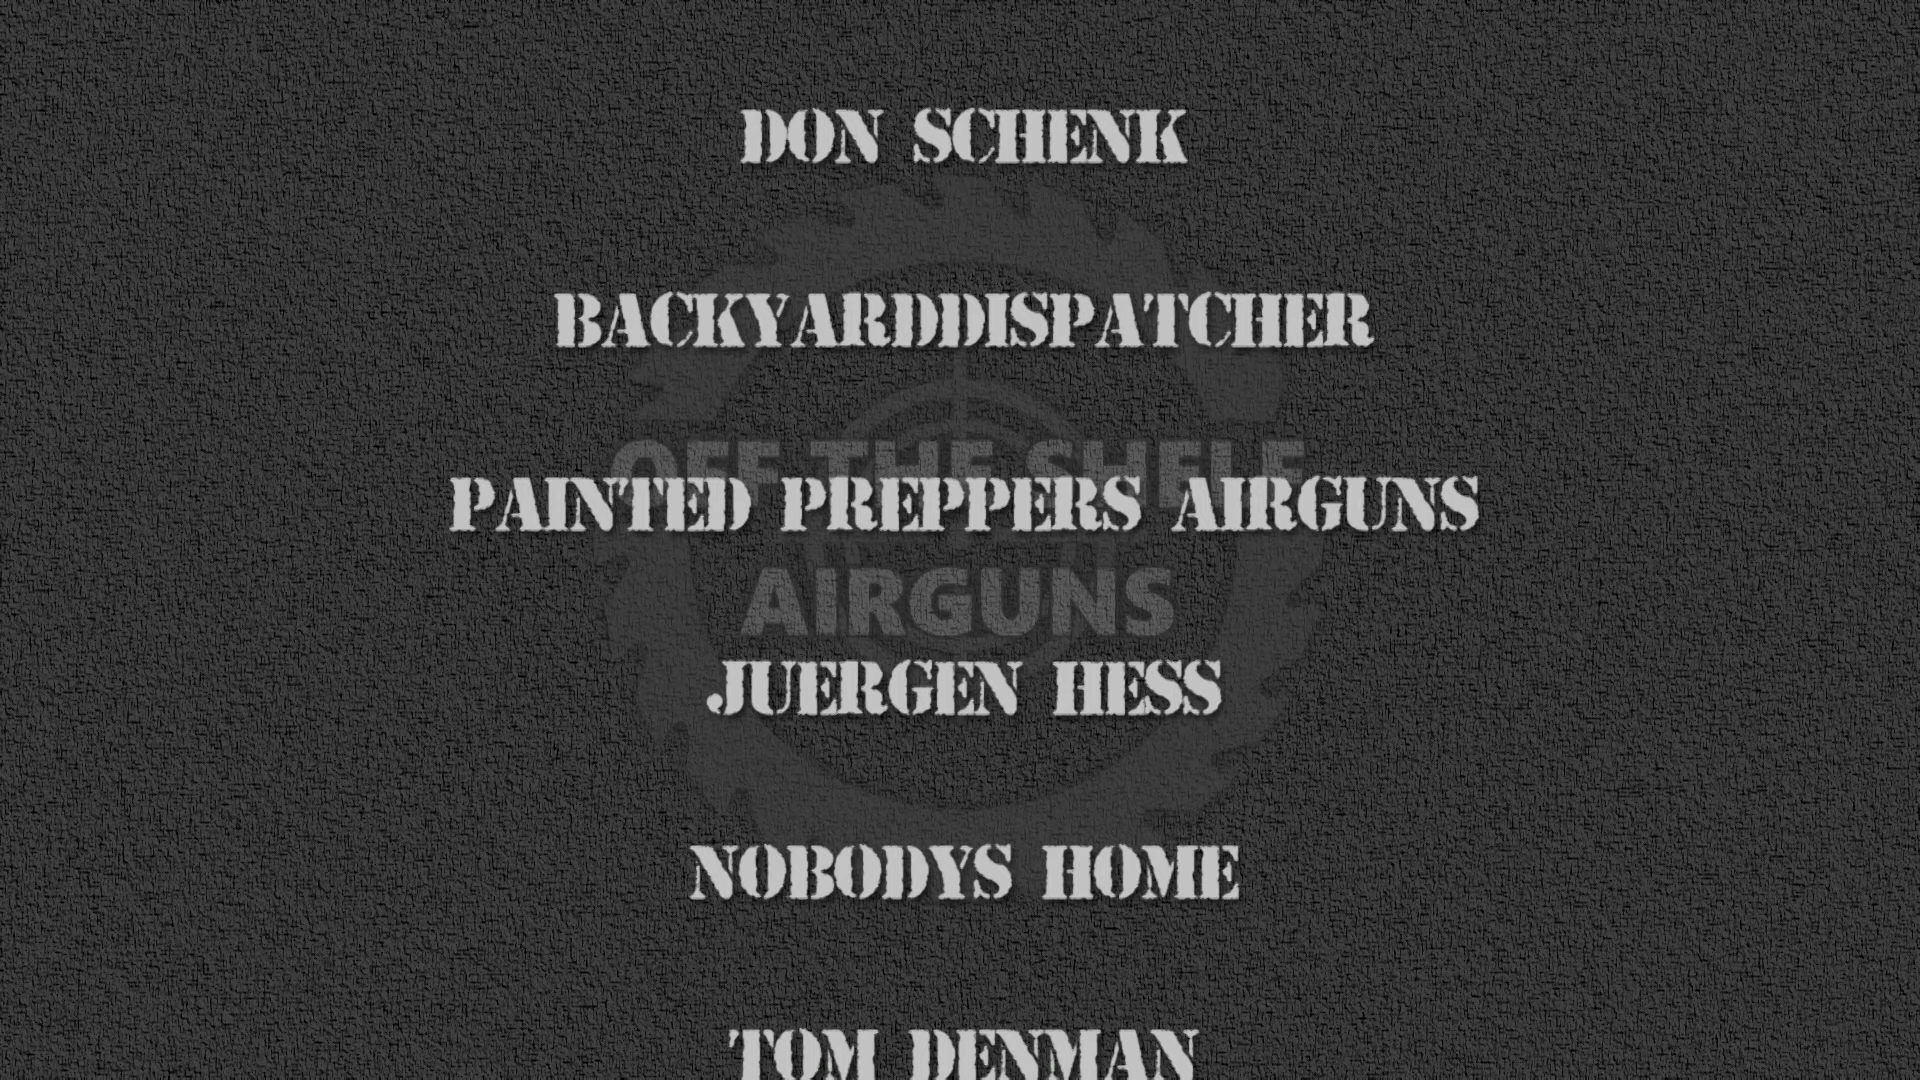 DON SCHENK
BACKYARDDISPATCHER
OFF THE SHELF
PAINTED PREPPERS AIRGUNS
AIRGUNS
JUERGEN HESS
NOBODYS HOME
TOM DENMAN